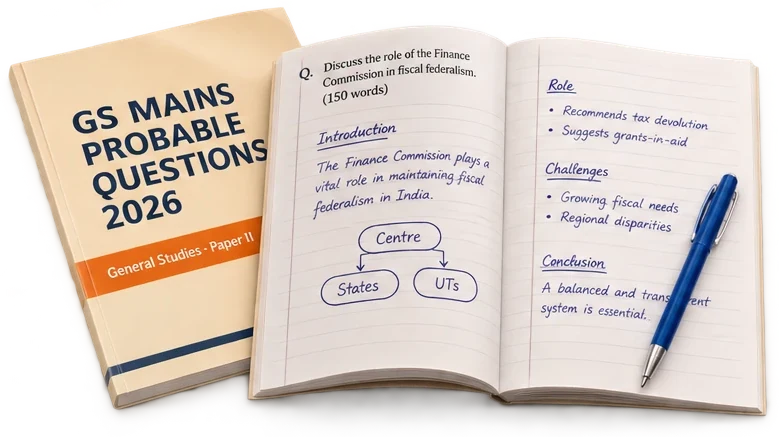 GS MAINS
PROBABLE
QUESTIONS
2026
General Studies - Paper II
Q. Discuss the role of the Finance
Commission in fiscal federalism.
(150 words)
Introduction
The Finance Commission plays a
vital role in maintaining fiscal
federalism in India.
Centre
States
UTs
Role
• Recommends tax devolution
• Suggests grants-in-aid
Challenges
• Growing fiscal needs
• Regional disparities
Conclusion
A balanced and
system is essential.